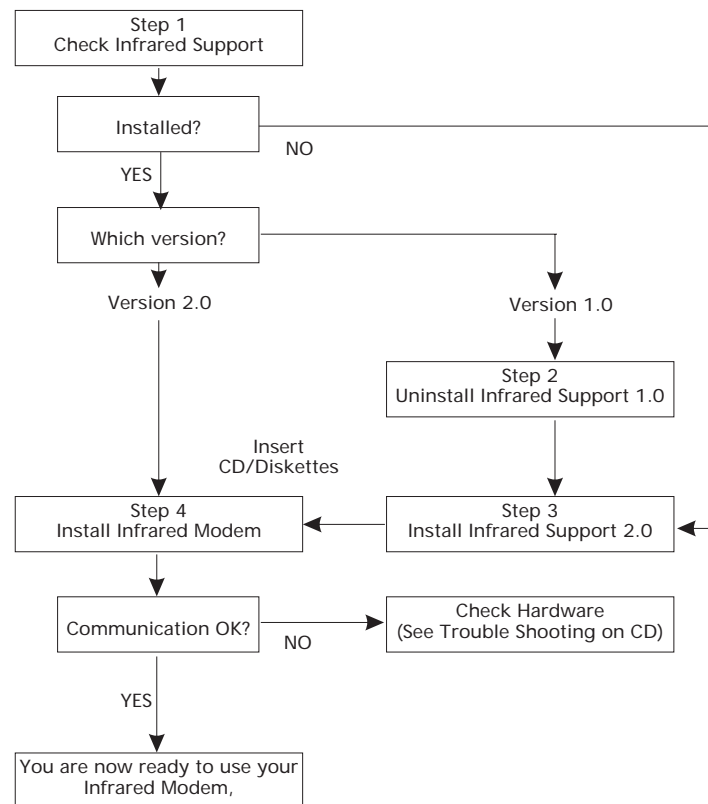 Step 1
Check Infrared Support
Installed?
NO
YES
Which version?
Version 2.0
Version 1.0
Step 2
Uninstall Infrared Support 1.0
Insert
CD/Diskettes
Step 4
Install Infrared Modem
Step 3
Install Infrared Support 2.0
Communication OK?
NO
Check Hardware
(See Trouble Shooting on CD)
YES
You are now ready to use your
Infrared Modem,